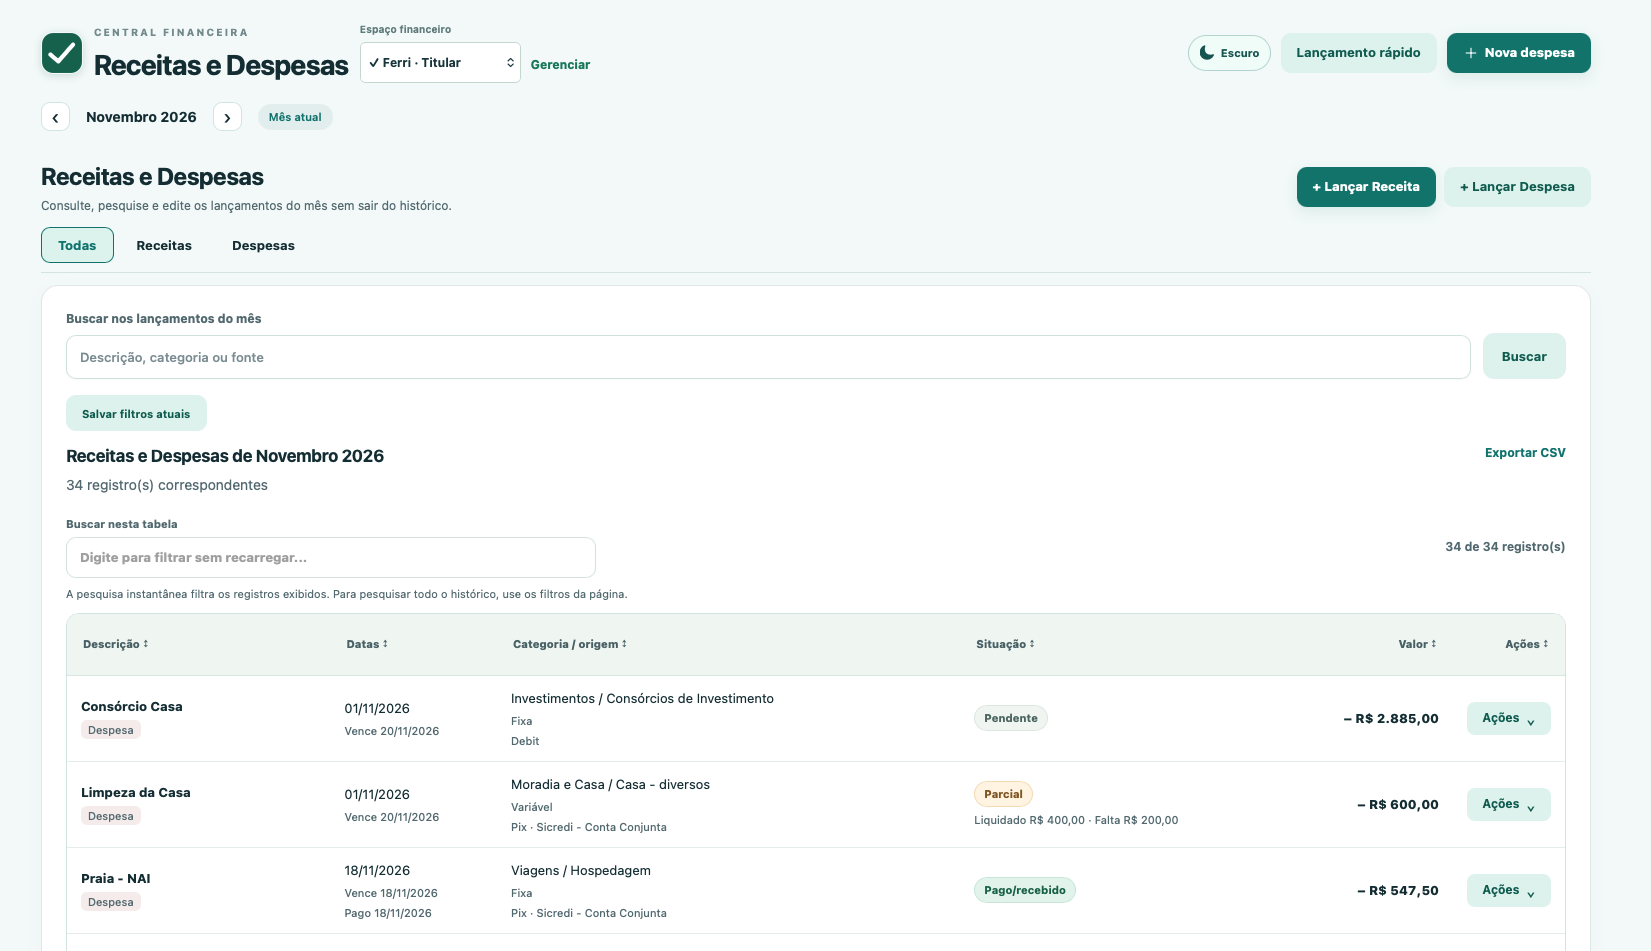 CENTRAL FINANCEIRA
Receitas e Despesas
Espaço financeiro
✓ Ferri · Titular
Gerenciar
Escuro
Lançamento rápido
+ Nova despesa
‹ Novembro 2026 ›
Mês atual
Receitas e Despesas
Consulte, pesquise e edite os lançamentos do mês sem sair do histórico.
+ Lançar Receita
+ Lançar Despesa
Todas Receitas Despesas
Buscar nos lançamentos do mês
Descrição, categoria ou fonte
Buscar
Salvar filtros atuais
Receitas e Despesas de Novembro 2026
Exportar CSV
34 registro(s) correspondentes
Buscar nesta tabela
Digite para filtrar sem recarregar...
34 de 34 registro(s)
A pesquisa instantânea filtra os registros exibidos. Para pesquisar todo o histórico, use os filtros da página.
Descrição ↕ Datas ↕ Categoria / origem ↕ Situação ↕ Valor ↕ Ações ↕
Consórcio Casa
Despesa
01/11/2026
Vence 20/11/2026
Investimentos / Consórcios de Investimento
Fixa
Debit
Pendente
– R$ 2.885,00
Ações
Limpeza da Casa
Despesa
01/11/2026
Vence 20/11/2026
Moradia e Casa / Casa - diversos
Variável
Pix · Sicredi - Conta Conjunta
Parcial
Liquidado R$ 400,00 · Falta R$ 200,00
– R$ 600,00
Ações
Praia - NAI
Despesa
18/11/2026
Vence 18/11/2026
Pago 18/11/2026
Viagens / Hospedagem
Fixa
Pix · Sicredi - Conta Conjunta
Pago/recebido
– R$ 547,50
Ações